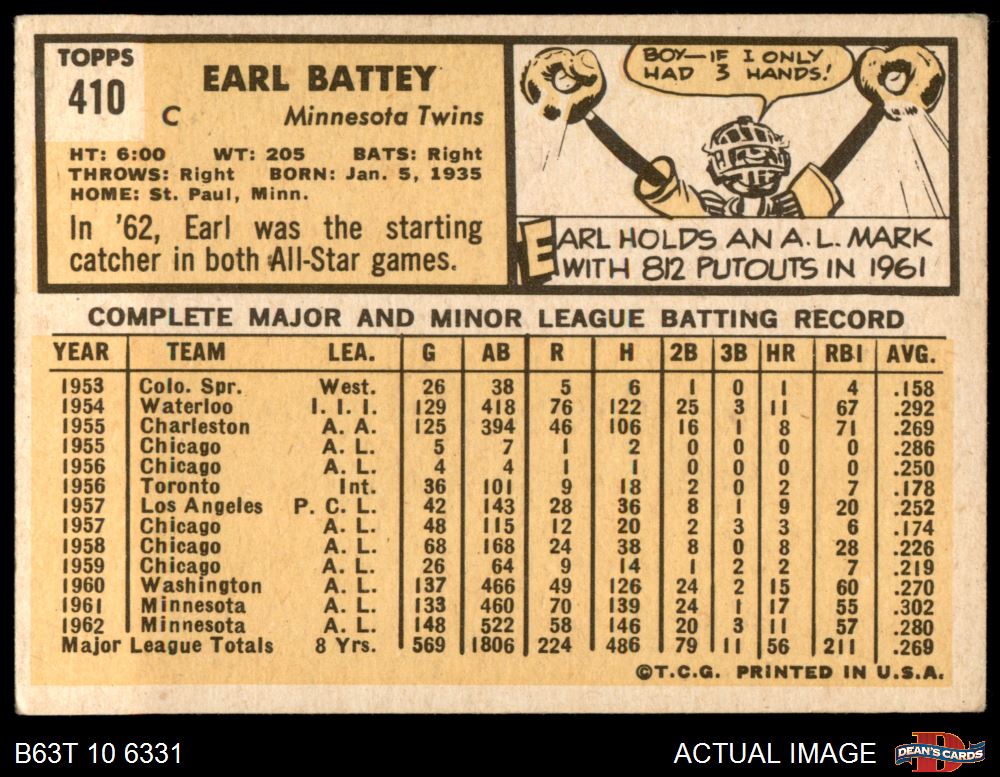 TOPPS
410
EARL BATTEY
C Minnesota Twins
HT: 6:00 WT: 205 BATS: Right
THROWS: Right BORN: Jan. 5, 1935
HOME: St. Paul, Minn.
In '62, Earl was the starting
catcher in both All-Star games.
BOY—IF I ONLY
HAD 3 HANDS!
EARL HOLDS AN A.L. MARK
WITH 812 PUTOUTS IN 1961
COMPLETE MAJOR AND MINOR LEAGUE BATTING RECORD
YEAR TEAM LEA. G AB R H 2B 3B HR RBI AVG.
1953 Colo. Spr. West. 26 38 5 6 1 0 1 4 .158
1954 Waterloo I. I. I. 129 418 76 122 25 3 11 67 .292
1955 Charleston A. A. 125 394 46 106 16 1 8 71 .269
1955 Chicago A. L. 5 7 1 2 0 0 0 0 .286
1956 Chicago A. L. 4 4 1 1 0 0 0 0 .250
1956 Toronto Int. 36 101 9 18 2 0 2 7 .178
1957 Los Angeles P. C. L. 42 143 28 36 8 1 9 20 .252
1957 Chicago A. L. 48 115 12 20 2 3 3 6 .174
1958 Chicago A. L. 68 168 24 38 8 0 8 28 .226
1959 Chicago A. L. 26 64 9 14 1 2 2 7 .219
1960 Washington A. L. 137 466 49 126 24 2 15 60 .270
1961 Minnesota A. L. 133 460 70 139 24 1 17 55 .302
1962 Minnesota A. L. 148 522 58 146 20 3 11 57 .280
Major League Totals 8 Yrs. 569 1806 224 486 79 11 56 211 .269
©T.C.G. PRINTED IN U.S.A.
B63T 10 6331
ACTUAL IMAGE
D
DEAN'S CARDS